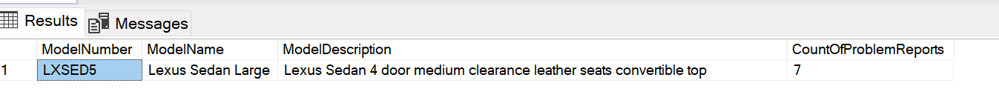 Results Messages
ModelNumber ModelName ModelDescription CountOfProblemReports
1 LXSED5 Lexus Sedan Large Lexus Sedan 4 door medium clearance leather seats convertible top 7